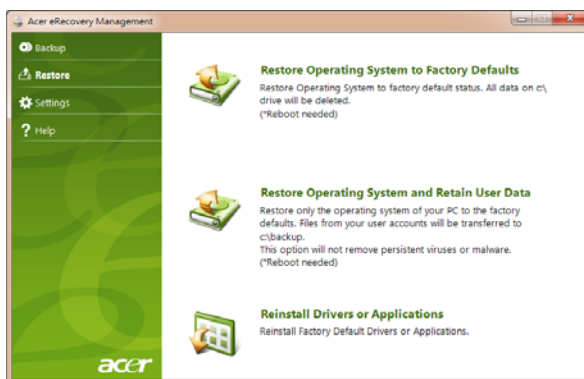 Acer eRecovery Management
Backup
Restore
Settings
? Help
Restore Operating System to Factory Defaults
Restore Operating System to factory default status. All data on c:\
drive will be deleted.
(*Reboot needed)
Restore Operating System and Retain User Data
Restore only the operating system of your PC to the factory
defaults. Files from your user accounts will be transferred to
c:\backup.
This option will not remove persistent viruses or malware.
(*Reboot needed)
Reinstall Drivers or Applications
Reinstall Factory Default Drivers or Applications.
acer